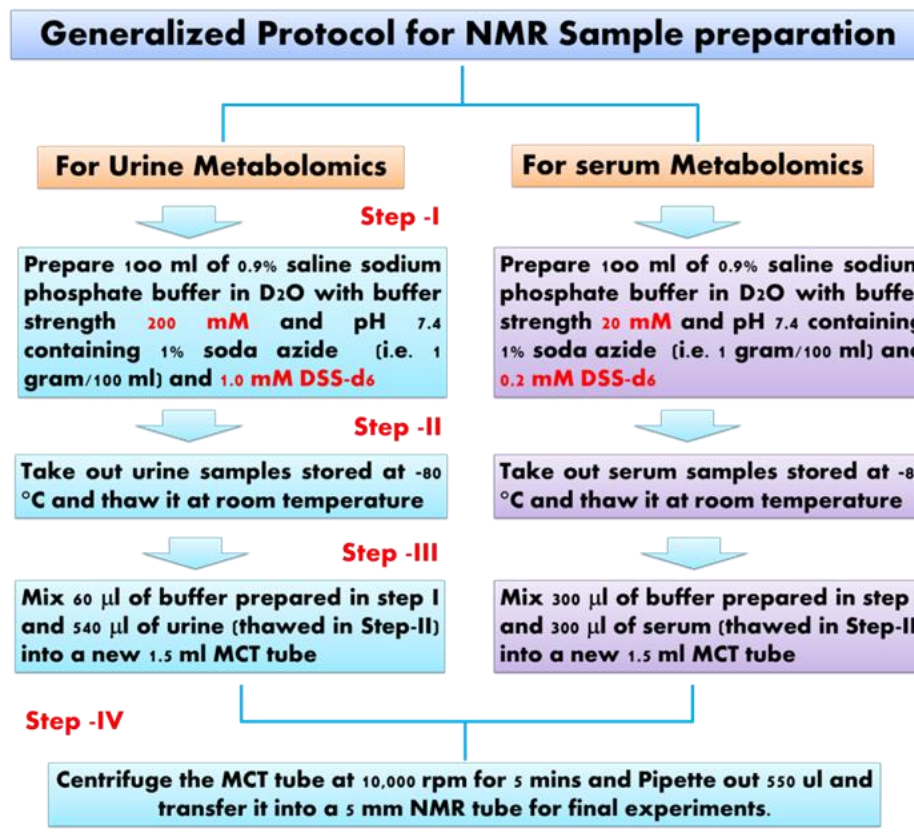 Generalized Protocol for NMR Sample preparation
For Urine Metabolomics
For serum Metabolomics
Step -I
Prepare 100 ml of 0.9% saline sodium
phosphate buffer in D2O with buffer
strength 200 mM and pH 7.4
containing 1% soda azide (i.e. 1
gram/100 ml) and 1.0 mM DSS-d6
Prepare 100 ml of 0.9% saline sodium
phosphate buffer in D2O with buffer
strength 20 mM and pH 7.4 containing
1% soda azide (i.e. 1 gram/100 ml) and
0.2 mM DSS-d6
Step -II
Take out urine samples stored at -80
°C and thaw it at room temperature
Take out serum samples stored at -8
°C and thaw it at room temperature
Step -III
Mix 60 µl of buffer prepared in step I
and 540 µl of urine (thawed in Step-II)
into a new 1.5 ml MCT tube
Mix 300 µl of buffer prepared in step
and 300 µl of serum (thawed in Step-II
into a new 1.5 ml MCT tube
Step -IV
Centrifuge the MCT tube at 10,000 rpm for 5 mins and Pipette out 550 ul and
transfer it into a 5 mm NMR tube for final experiments.